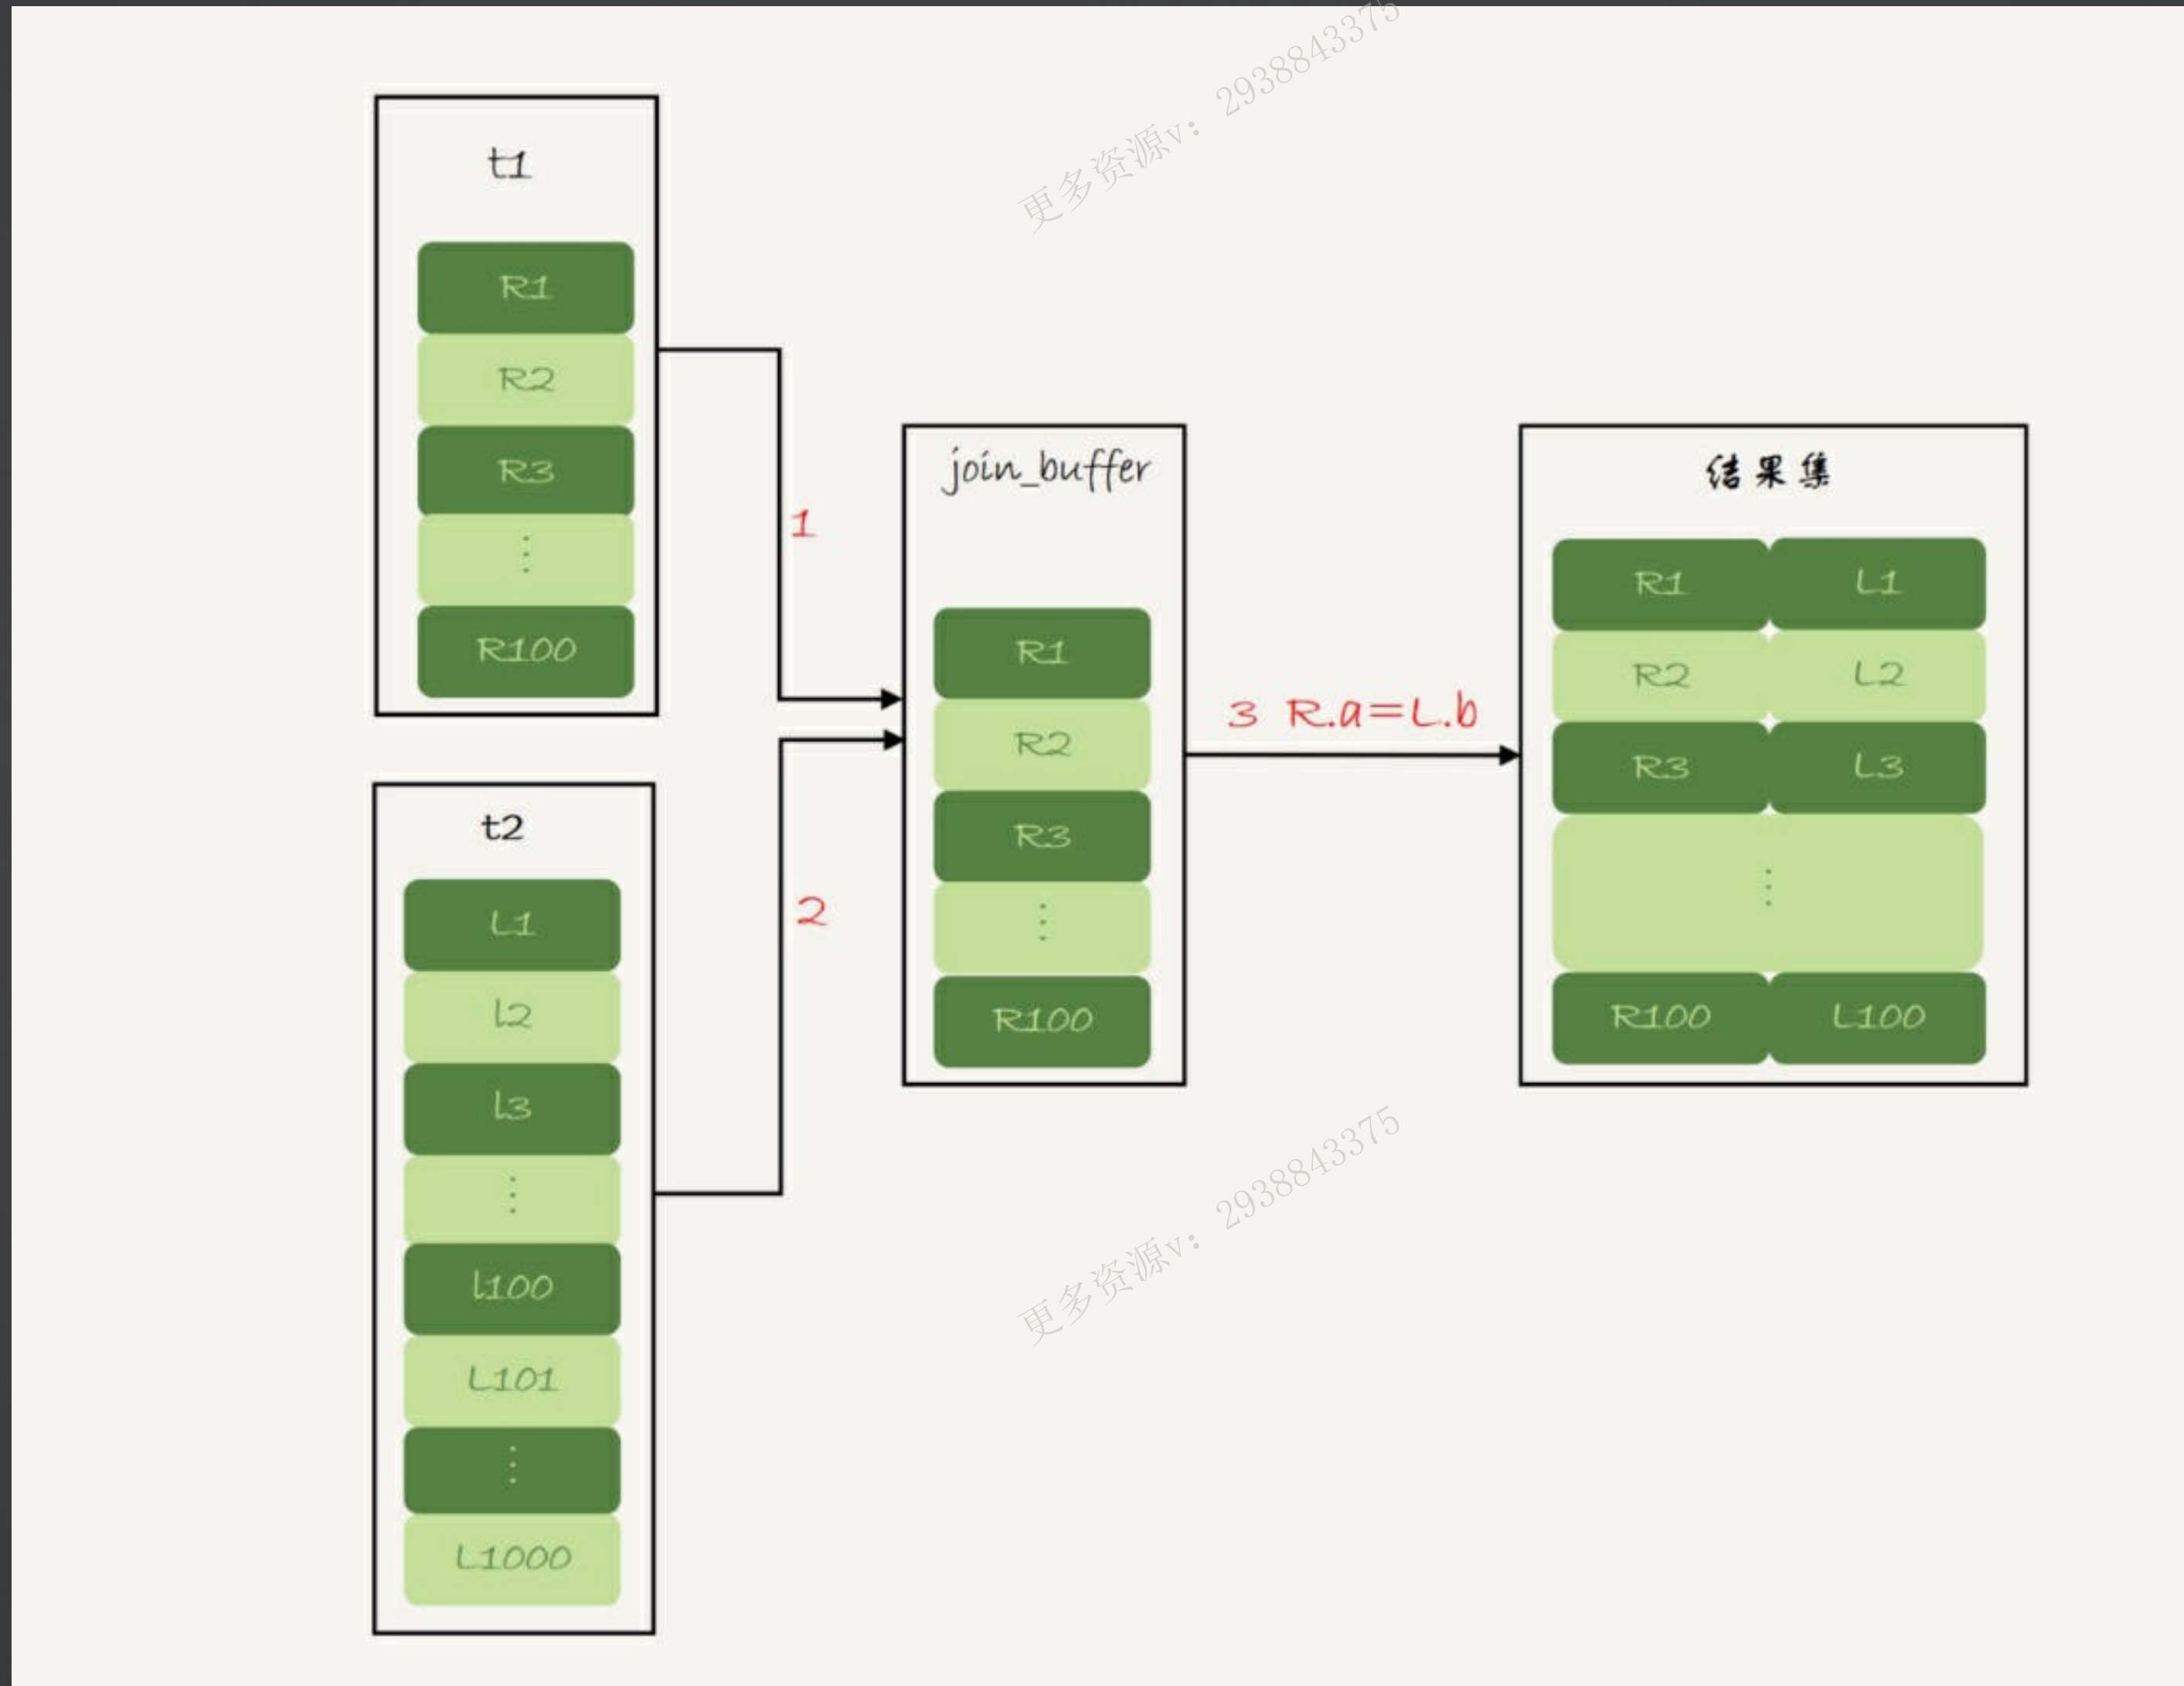 更多资源v：2938843375
t1
R1
R2
R3
⋮
R100
1
t2
L1
l2
l3
⋮
l100
L101
⋮
L1000
2
join_buffer
R1
R2
R3
⋮
R100
3 R.a=L.b
结果集
R1 L1
R2 L2
R3 L3
⋮
R100 L100
更多资源v：2938843375